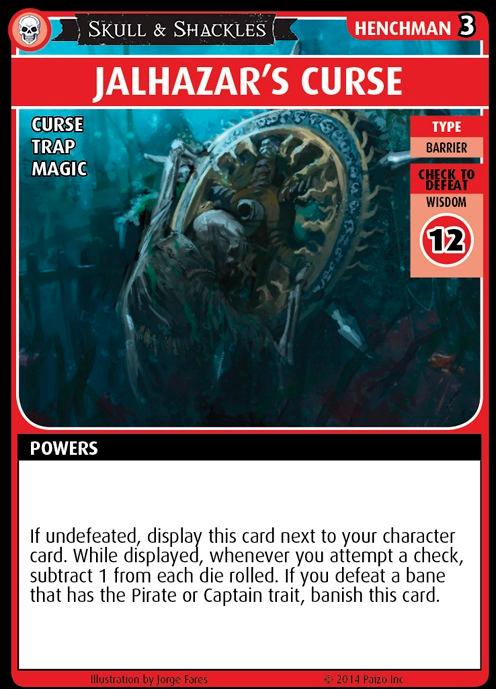 SKULL & SHACKLES
HENCHMAN 3
JALHAZAR'S CURSE
CURSE
TRAP
MAGIC
TYPE
BARRIER
CHECK TO
DEFEAT
WISDOM
12
POWERS
If undefeated, display this card next to your character
card. While displayed, whenever you attempt a check,
subtract 1 from each die rolled. If you defeat a bane
that has the Pirate or Captain trait, banish this card.
Illustration by Jorge Fares
© 2014 Paizo Inc